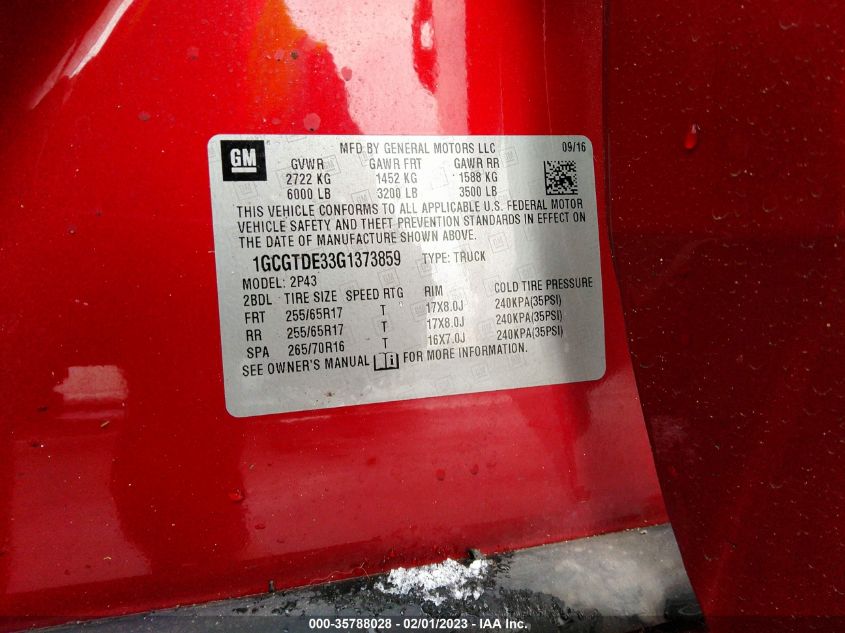 GM
MFD BY GENERAL MOTORS LLC 09/16
GVWR GAWR FRT GAWR RR
2722 KG 1452 KG 1588 KG
6000 LB 3200 LB 3500 LB
THIS VEHICLE CONFORMS TO ALL APPLICABLE U.S. FEDERAL MOTOR
VEHICLE SAFETY AND THEFT PREVENTION STANDARDS IN EFFECT ON
THE DATE OF MANUFACTURE SHOWN ABOVE.
1GCGTDE33G1373859 TYPE: TRUCK
MODEL: 2P43
2BDL TIRE SIZE SPEED RTG RIM COLD TIRE PRESSURE
FRT 255/65R17 T 17X8.0J 240KPA(35PSI)
RR 255/65R17 T 17X8.0J 240KPA(35PSI)
SPA 265/70R16 T 16X7.0J 240KPA(35PSI)
SEE OWNER'S MANUAL i FOR MORE INFORMATION.
000-35788028 - 02/01/2023 - IAA Inc.